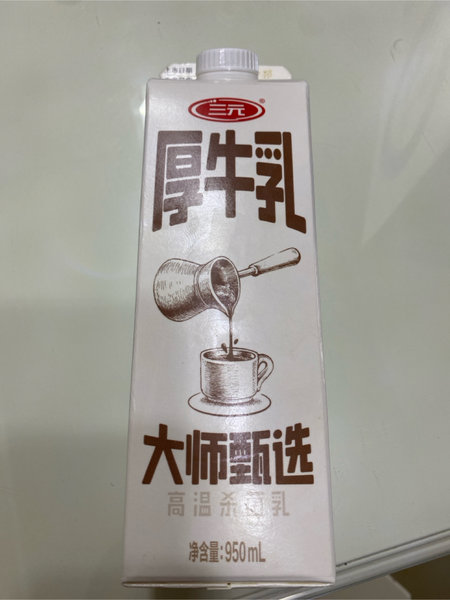 三元®
厚牛乳
大师甄选
高温杀菌乳
净含量:950mL